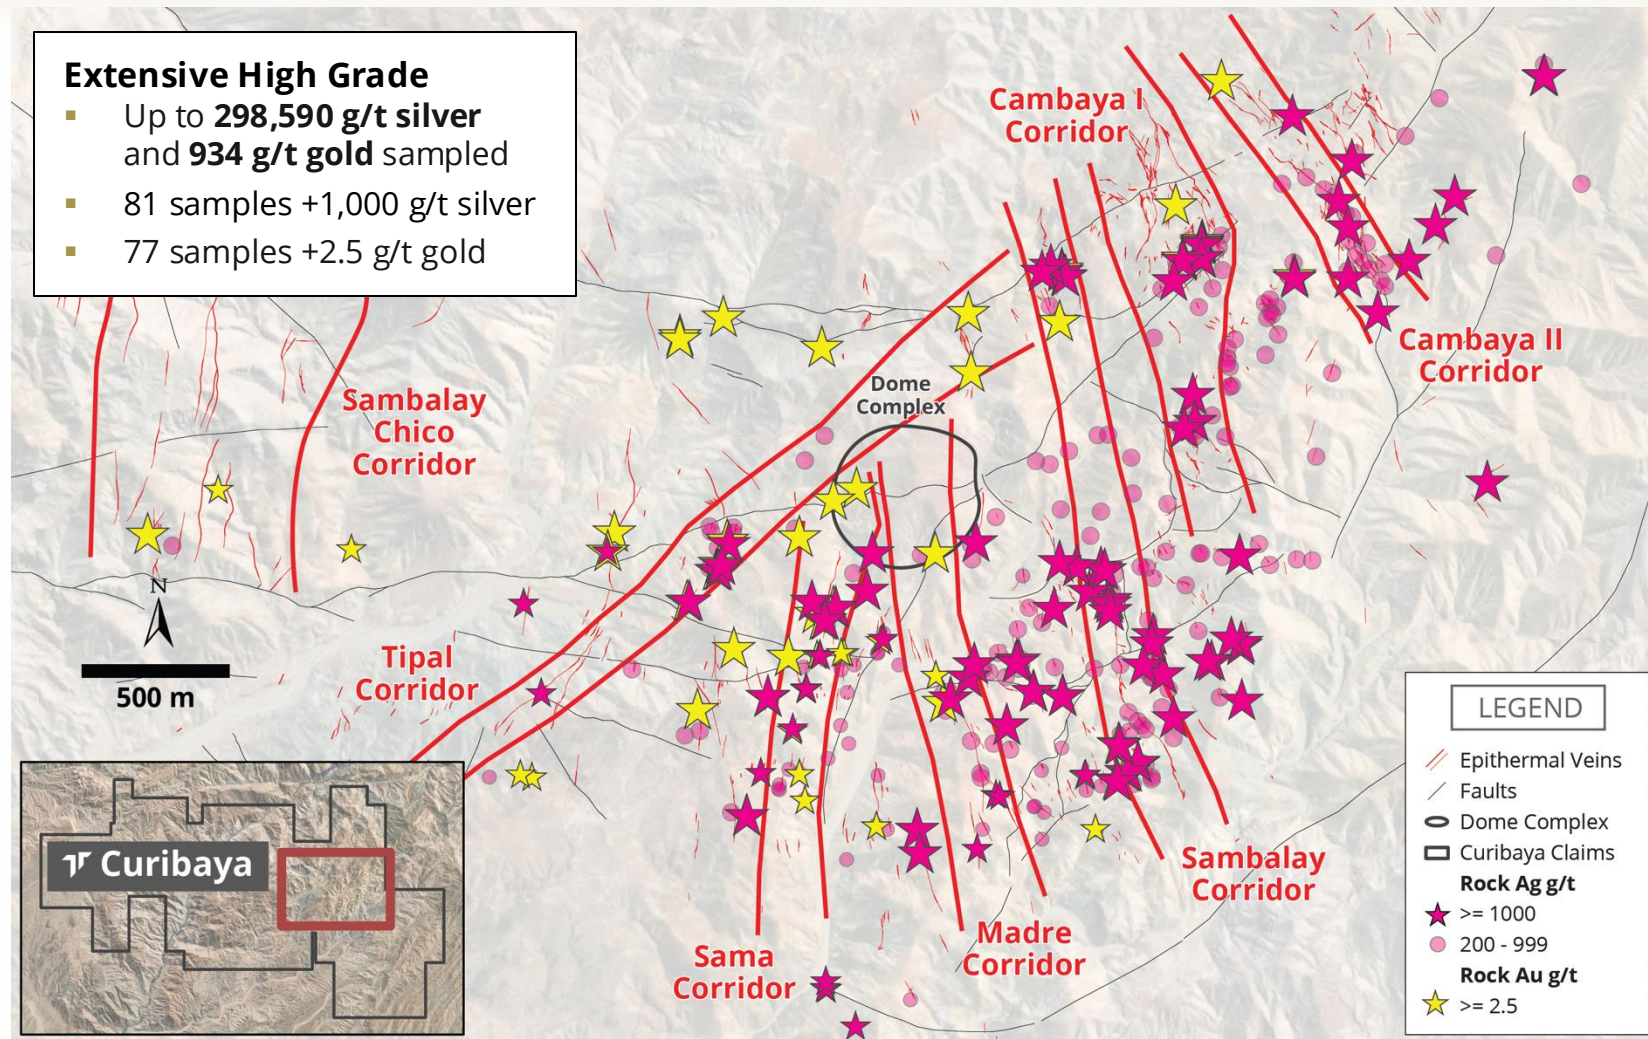 Extensive High Grade
▪ Up to 298,590 g/t silver
and 934 g/t gold sampled
▪ 81 samples +1,000 g/t silver
▪ 77 samples +2.5 g/t gold
Cambaya I
Corridor
Cambaya II
Corridor
Dome
Complex
Sambalay
Chico
Corridor
N
500 m
Tipal
Corridor
Curibaya
Sama
Corridor
Madre
Corridor
Sambalay
Corridor
LEGEND
Epithermal Veins
Faults
Dome Complex
Curibaya Claims
Rock Ag g/t
>= 1000
200 - 999
Rock Au g/t
>= 2.5